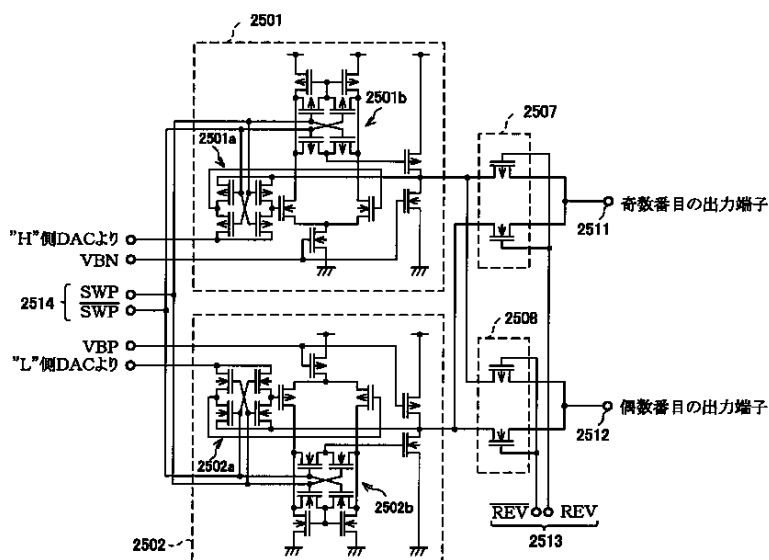 2501
2501b
2507
2501a
奇数番目の出力端子
2511
"H"側DACより
VBN
2514
SWP
SWP
2508
VBP
"L"側DACより
偶数番目の出力端子
2512
2502a
2502b
2502
REV
REV
2513